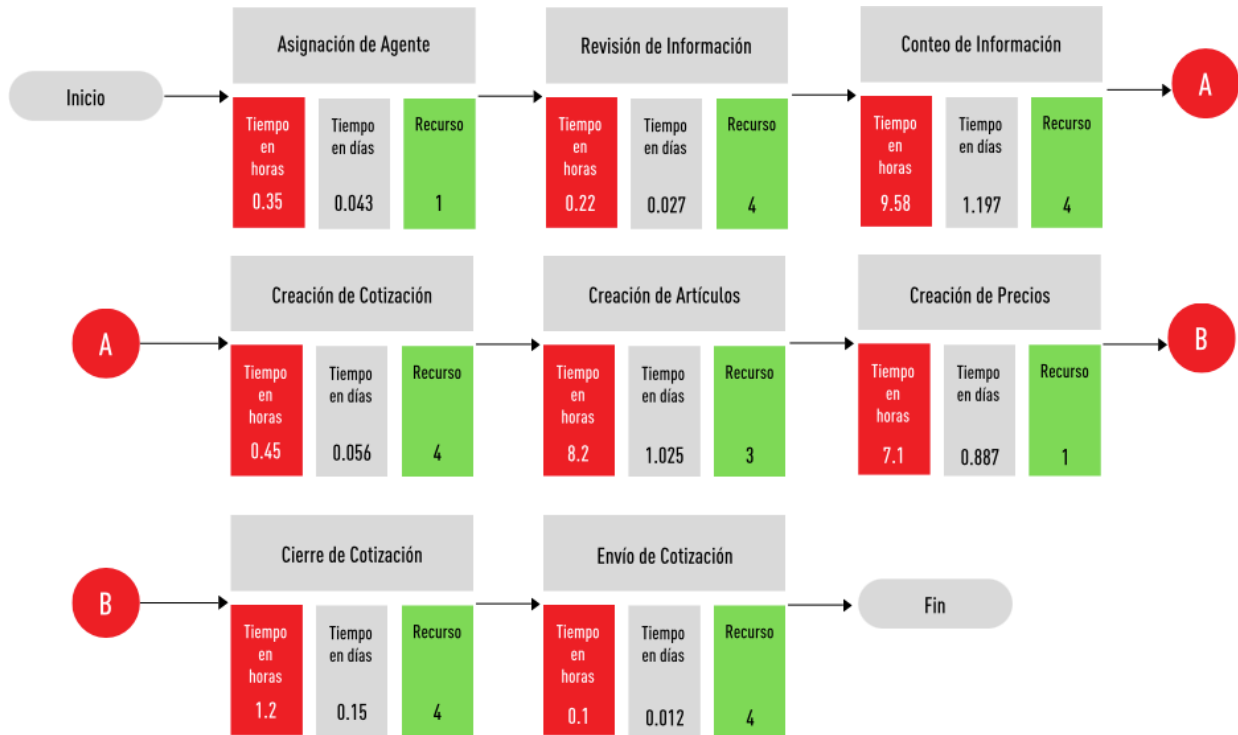 Inicio
Asignación de Agente
Tiempo
en
horas
0.35
Tiempo
en días
0.043
Recurso
1
Revisión de Información
Tiempo
en
horas
0.22
Tiempo
en días
0.027
Recurso
4
Conteo de Información
Tiempo
en
horas
9.58
Tiempo
en días
1.197
Recurso
4
A
A
Creación de Cotización
Tiempo
en
horas
0.45
Tiempo
en días
0.056
Recurso
4
Creación de Artículos
Tiempo
en
horas
8.2
Tiempo
en días
1.025
Recurso
3
Creación de Precios
Tiempo
en
horas
7.1
Tiempo
en días
0.887
Recurso
1
B
B
Cierre de Cotización
Tiempo
en
horas
1.2
Tiempo
en días
0.15
Recurso
4
Envío de Cotización
Tiempo
en
horas
0.1
Tiempo
en días
0.012
Recurso
4
Fin